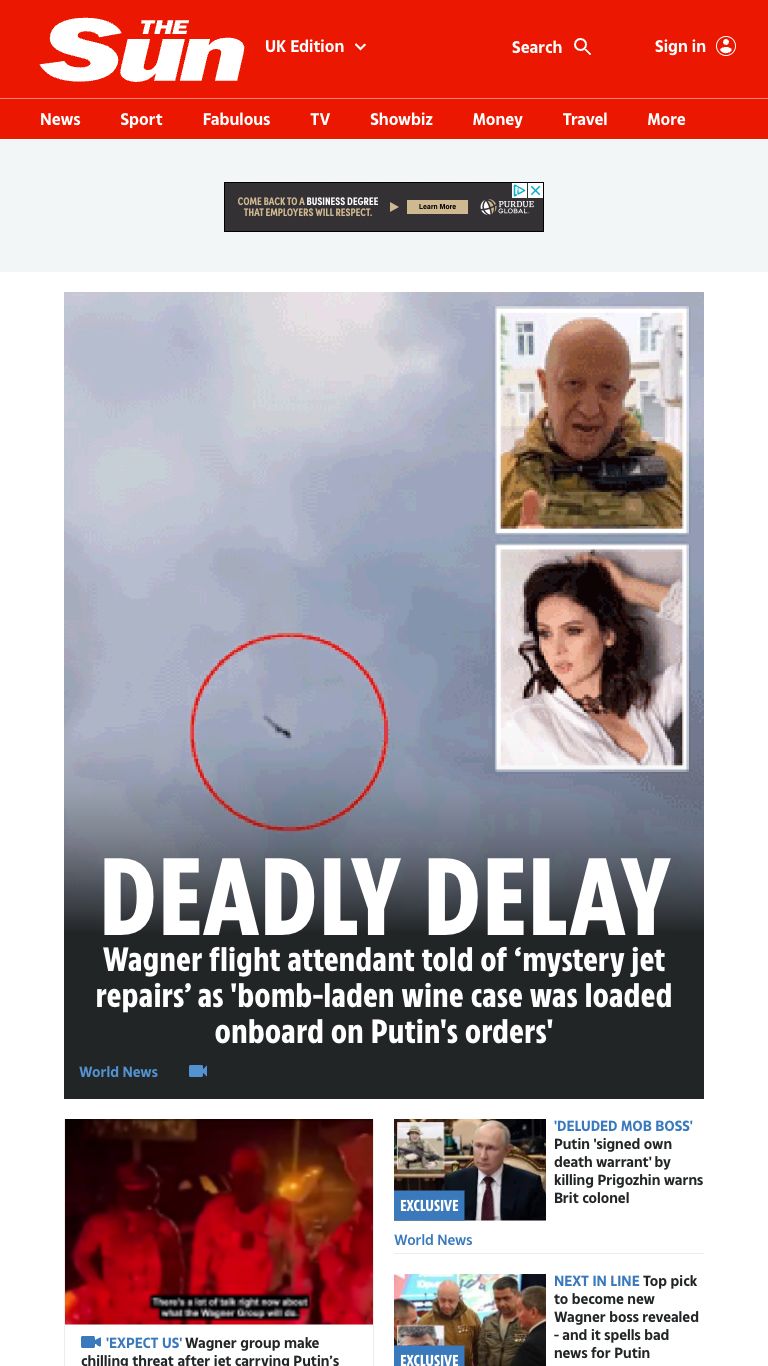 THE
Sun
UK Edition
Search
Sign in
News
Sport
Fabulous
TV
Showbiz
Money
Travel
More
COME BACK TO A BUSINESS DEGREE
THAT EMPLOYERS WILL RESPECT.
Learn More
PURDUE
GLOBAL.
DEADLY DELAY
Wagner flight attendant told of ‘mystery jet
repairs’ as 'bomb-laden wine case was loaded
onboard on Putin's orders'
World News
There's a lot of talk right now about
what the Wagner Group will do.
'EXPECT US' Wagner group make
chilling threat after jet carrying Putin's
EXCLUSIVE
'DELUDED MOB BOSS'
Putin 'signed own
death warrant' by
killing Prigozhin warns
Brit colonel
World News
EXCLUSIVE
NEXT IN LINE Top pick
to become new
Wagner boss revealed
- and it spells bad
news for Putin